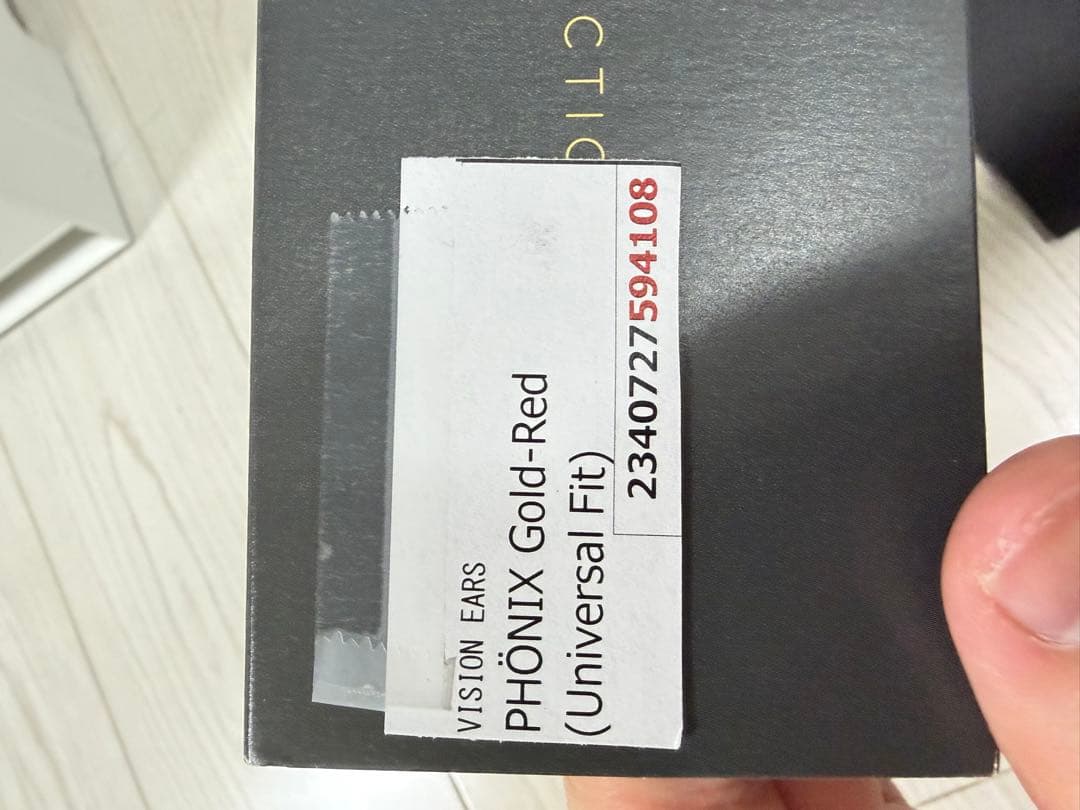 CTIO
VISION EARS
PHÖNIX Gold-Red
(Universal Fit)
2340727594108